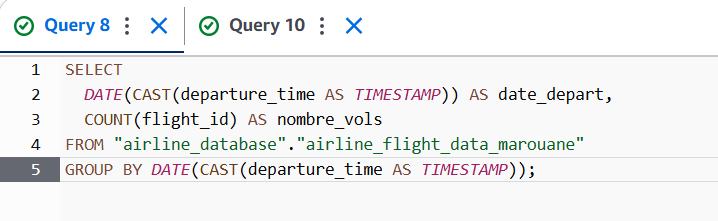 Query 8 Query 10
1 SELECT
2 DATE(CAST(departure_time AS TIMESTAMP)) AS date_depart,
3 COUNT(flight_id) AS nombre_vols
4 FROM "airline_database"."airline_flight_data_marouane"
5 GROUP BY DATE(CAST(departure_time AS TIMESTAMP));